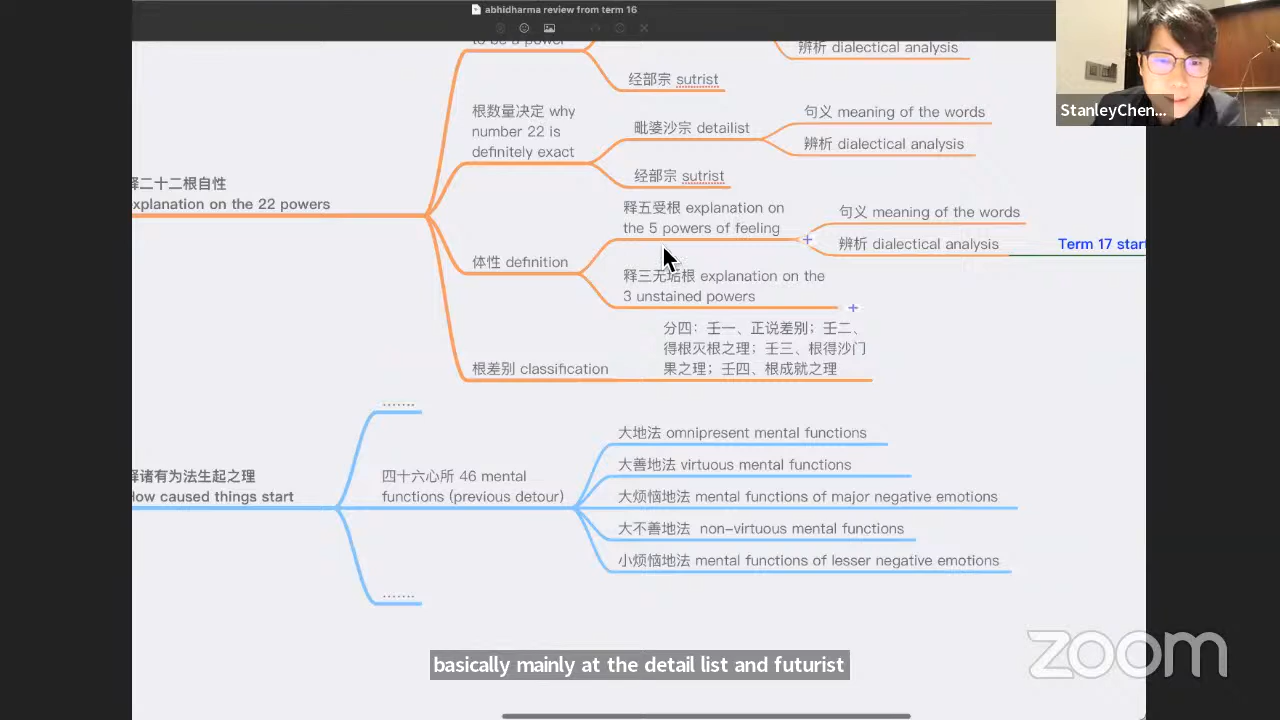 abhidharma review from term 16
to be a power
辨析 dialectical analysis
经部宗 sutrist
根数量决定 why
number 22 is
definitely exact
毗婆沙宗 detailist
句义 meaning of the words
辨析 dialectical analysis
经部宗 sutrist
释二十二根自性
xplanation on the 22 powers
释五受根 explanation on
the 5 powers of feeling
句义 meaning of the words
辨析 dialectical analysis
Term 17 start
体性 definition
释三无垢根 explanation on the
3 unstained powers
根差别 classification
分四：壬一、正说差别；壬二、
得根灭根之理；壬三、根得沙门
果之理；壬四、根成就之理
.......
释诸有为法生起之理
How caused things start
四十六心所 46 mental
functions (previous detour)
大地法 omnipresent mental functions
大善地法 virtuous mental functions
大烦恼地法 mental functions of major negative emotions
大不善地法 non-virtuous mental functions
小烦恼地法 mental functions of lesser negative emotions
.......
StanleyChen...
basically mainly at the detail list and futurist
zoom